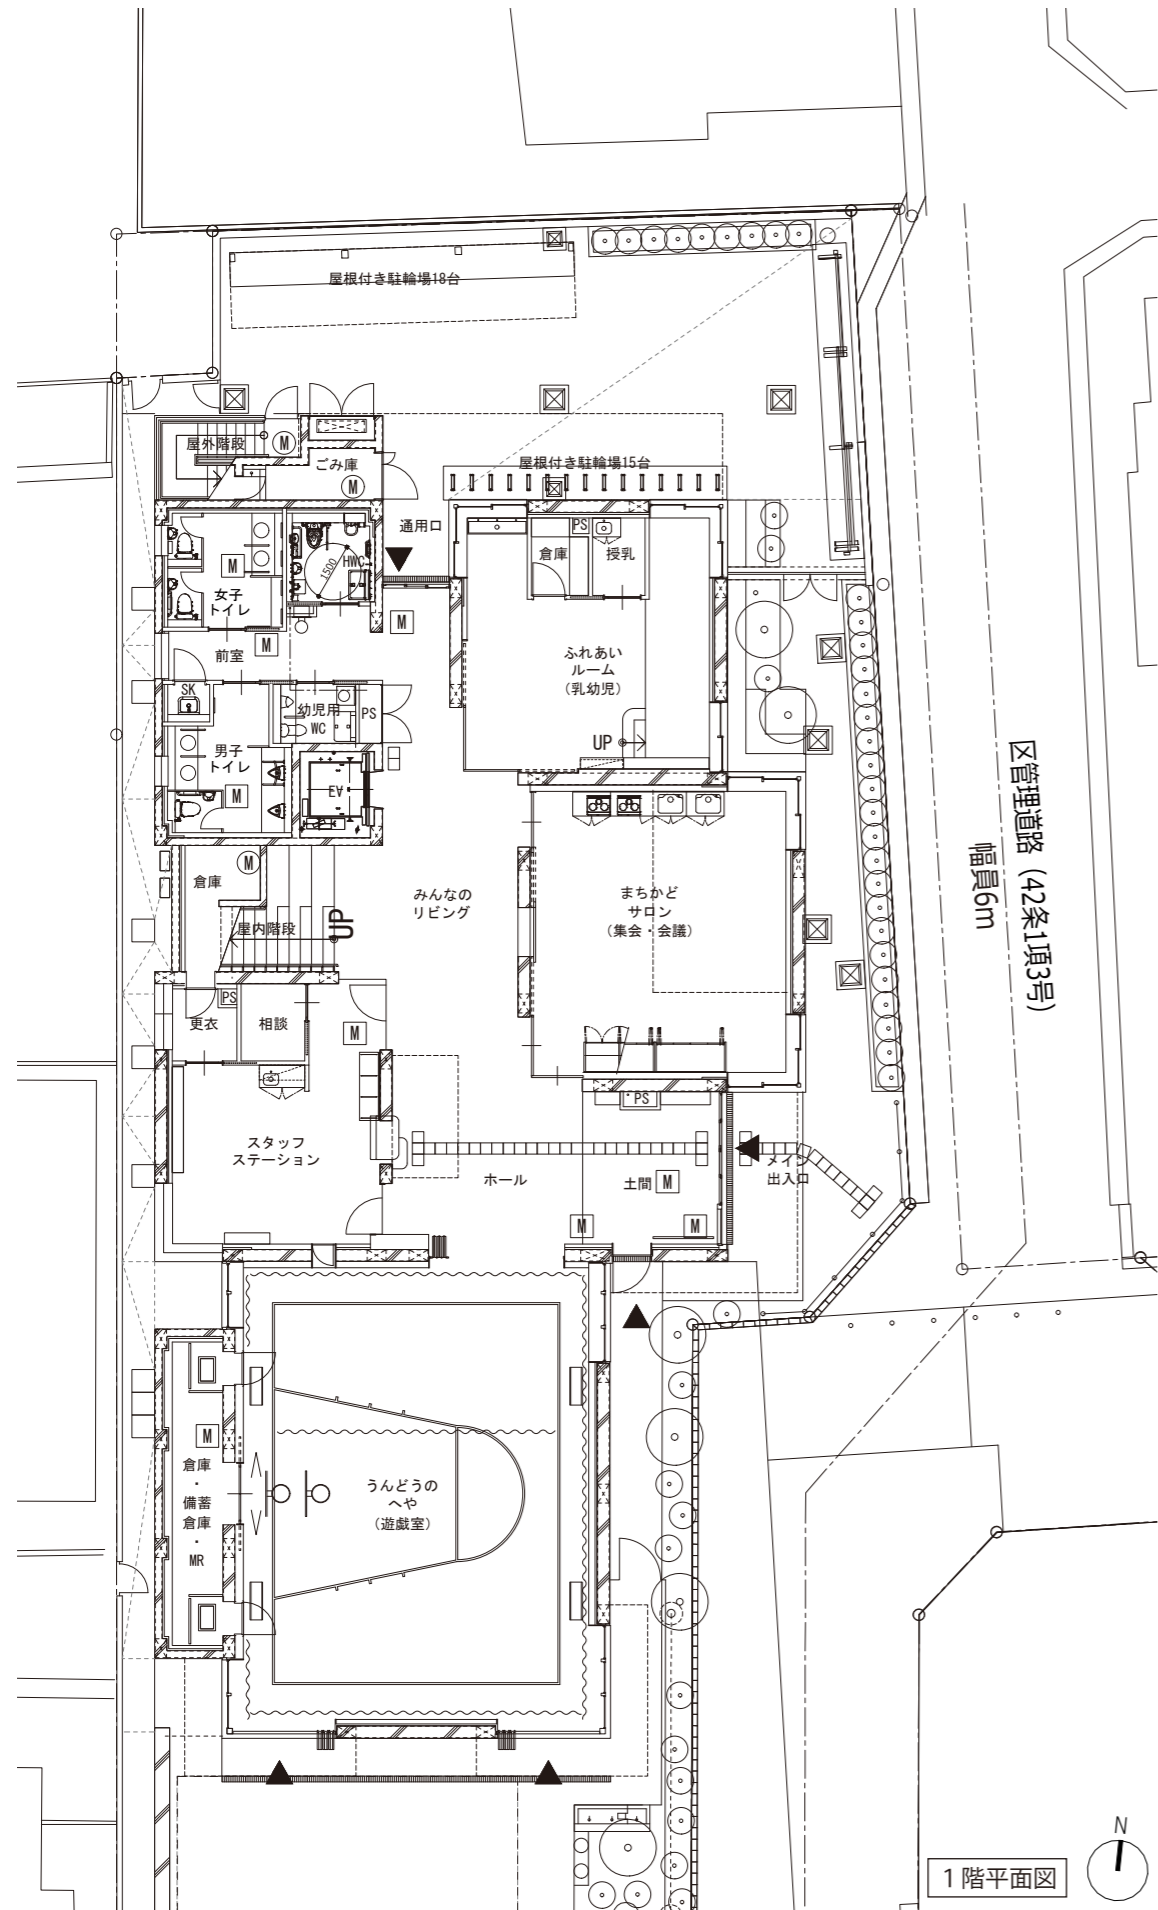 屋根付き駐輪場18台
屋外階段
M
ごみ庫
M
屋根付き駐輪場15台
通用口
倉庫
PS
授乳
M
女子
トイレ
HWC
1500
M
M
前室
ふれあい
ルーム
(乳幼児)
UP
SK
幼児用
WC
PS
男子
トイレ
M
EV
区管理道路 (42条1項3号)
幅員6m
倉庫
M
屋内階段
UP
みんなの
リビング
まちかど
サロン
(集会・会議)
PS
更衣
相談
M
スタッフ
ステーション
ホール
PS
土間
M
M
M
メイン
出入口
M
倉庫
・
備蓄
倉庫
・
MR
うんどうの
へや
(遊戯室)
N
1階平面図